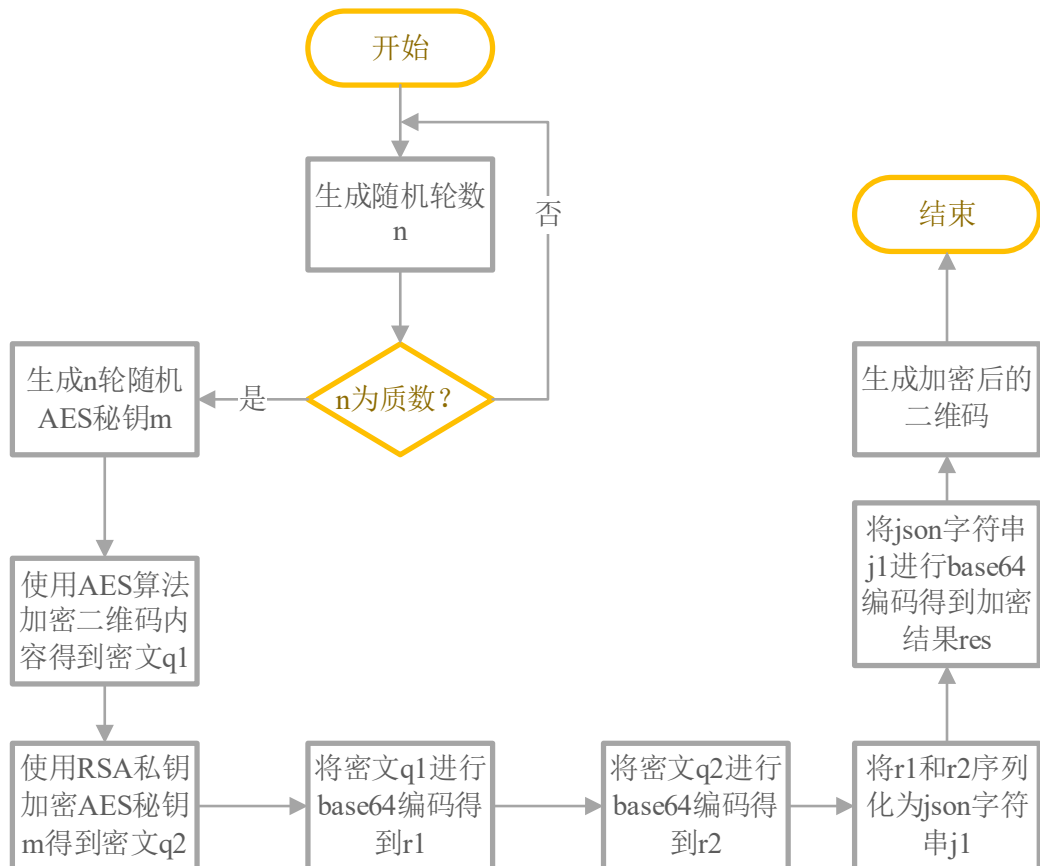 开始
生成随机轮数
n
否
n为质数？
是
生成n轮随机
AES秘钥m
使用AES算法
加密二维码内
容得到密文q1
使用RSA私钥
加密AES秘钥
m得到密文q2
将密文q1进行
base64编码得
到r1
将密文q2进行
base64编码得
到r2
将r1和r2序列
化为json字符
串j1
将json字符串
j1进行base64
编码得到加密
结果res
生成加密后的
二维码
结束